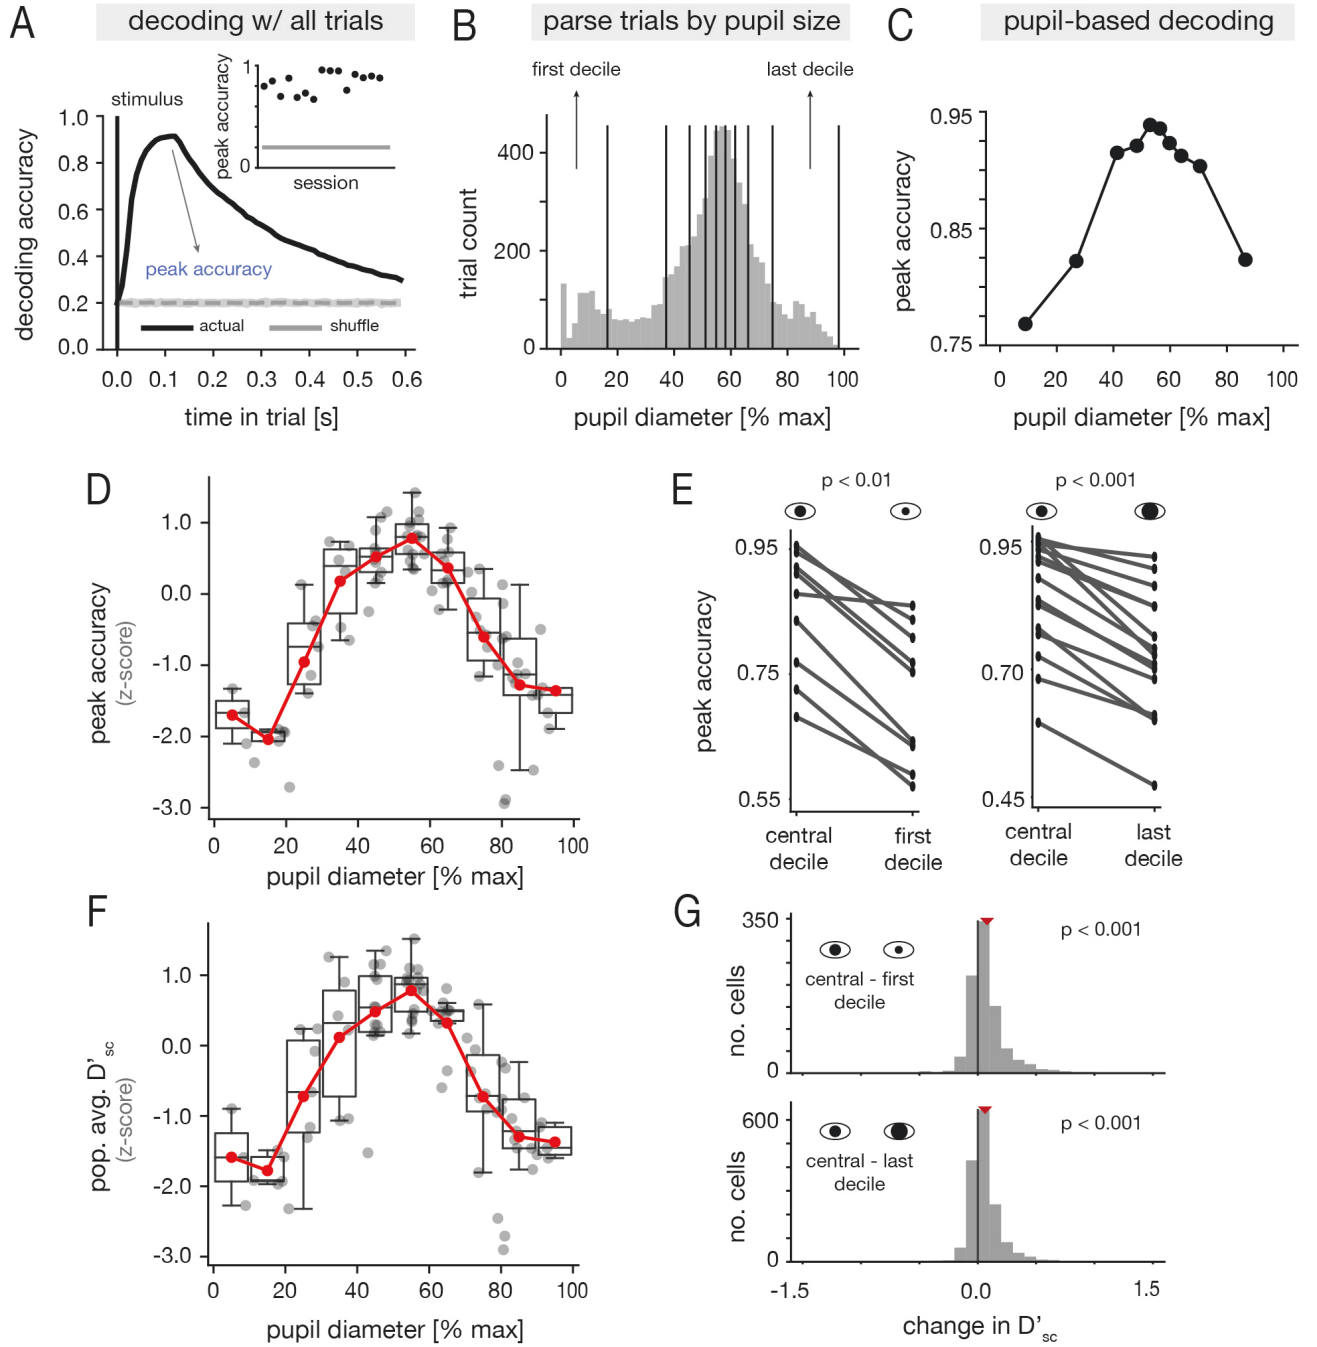 A
decoding w/ all trials
stimulus
decoding accuracy
1.0
0.8
0.6
0.4
0.2
0.0
peak accuracy
actual
shuffle
0.0 0.1 0.2 0.3 0.4 0.5 0.6
time in trial [s]
peak accuracy
1
0
session
B
parse trials by pupil size
first decile
last decile
trial count
400
200
0
0 20 40 60 80 100
pupil diameter [% max]
C
pupil-based decoding
peak accuracy
0.95
0.85
0.75
0 20 40 60 80 100
pupil diameter [% max]
D
peak accuracy
(z-score)
1.0
0.0
-1.0
-2.0
-3.0
0 20 40 60 80 100
pupil diameter [% max]
E
p < 0.01
peak accuracy
0.95
0.75
0.55
central
decile
first
decile
p < 0.001
0.95
0.70
0.45
central
decile
last
decile
F
pop. avg. D’sc
(z-score)
1.0
0.0
-1.0
-2.0
-3.0
0 20 40 60 80 100
pupil diameter [% max]
G
no. cells
350
0
p < 0.001
central - first
decile
no. cells
600
0
p < 0.001
central - last
decile
-1.5 0.0 1.5
change in D’sc